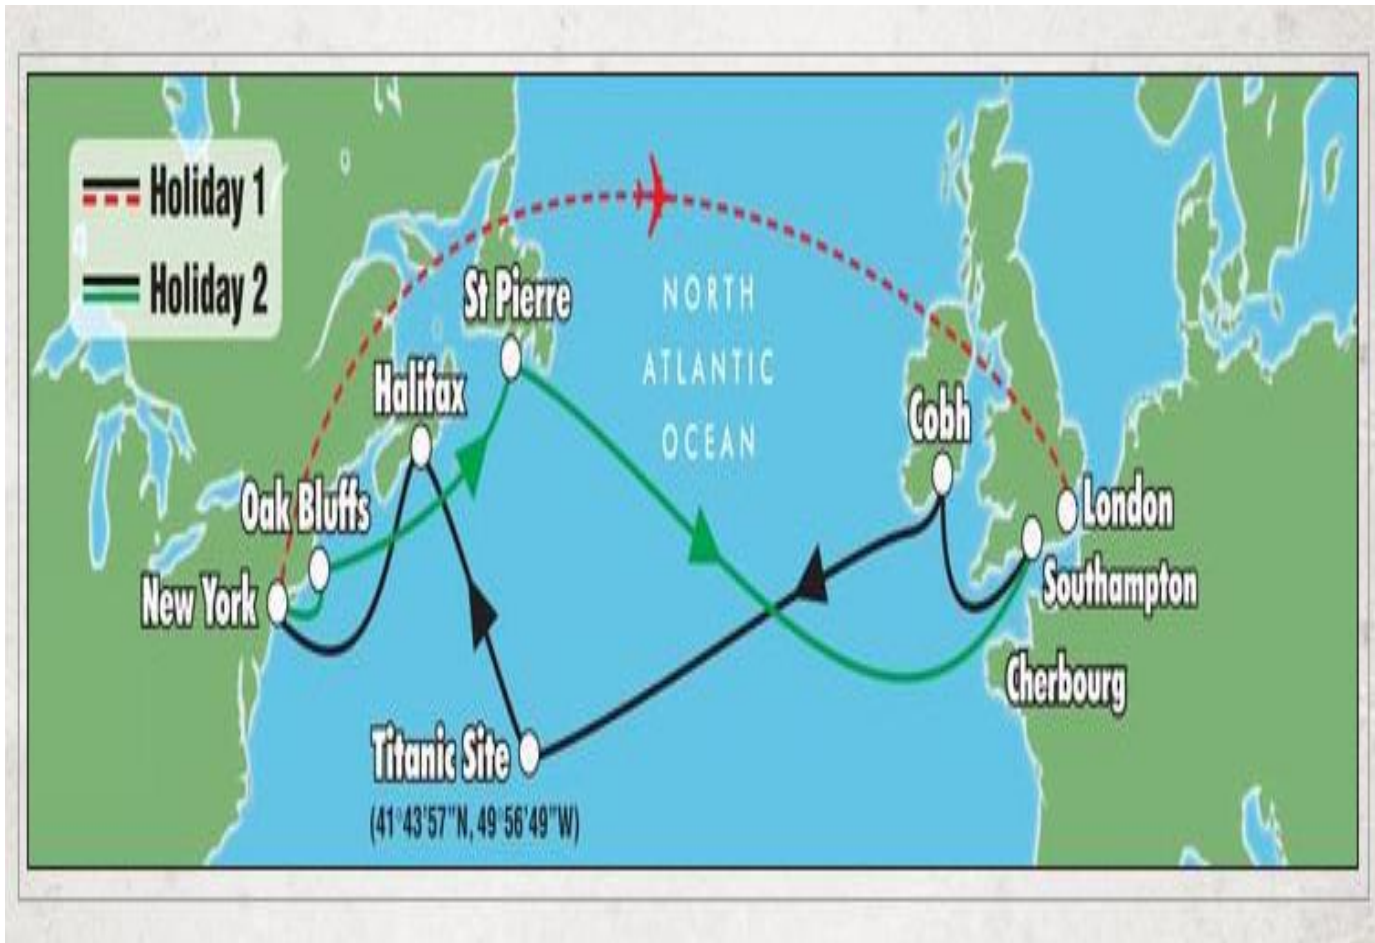 Holiday 1
Holiday 2
St Pierre
NORTH
ATLANTIC
OCEAN
Halifax
Cobh
Oak Bluffs
London
New York
Southampton
Cherbourg
Titanic Site
(41°43'57"N, 49°56'49"W)